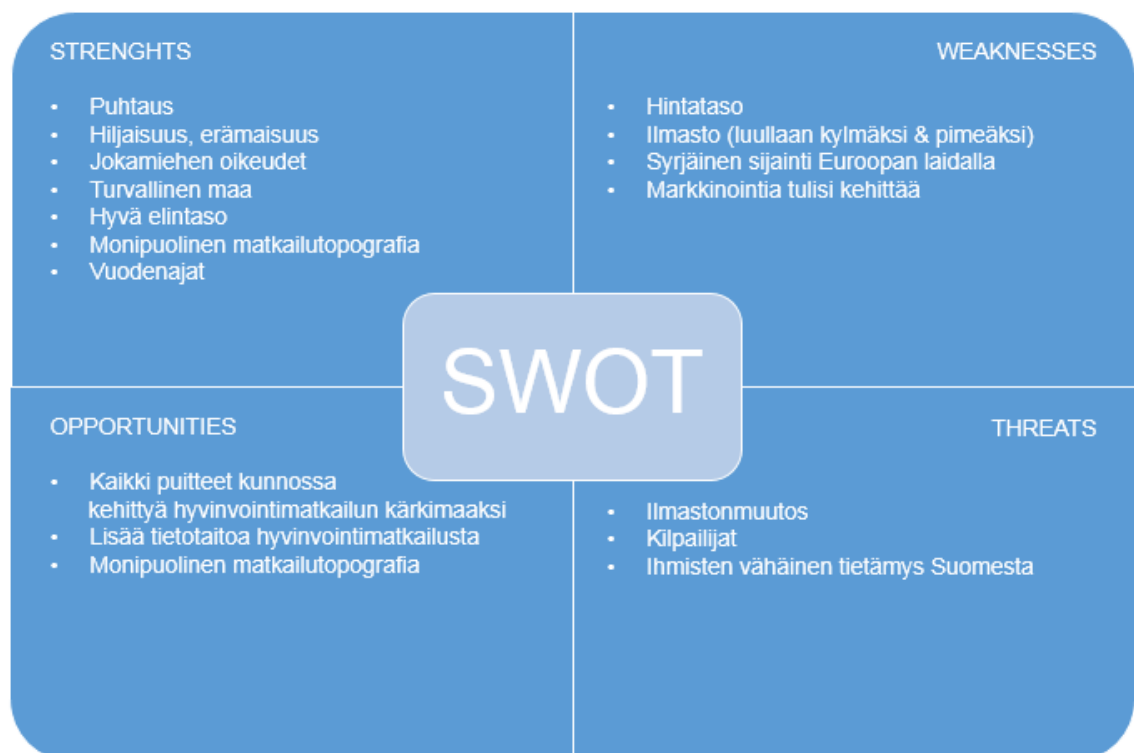 STRENGHTS
• Puhtaus
• Hiljaisuus, erämaisuus
• Jokamiehen oikeudet
• Turvallinen maa
• Hyvä elintaso
• Monipuolinen matkailutopografia
• Vuodenajat
WEAKNESSES
• Hintataso
• Ilmasto (luullaan kylmäksi & pimeäksi)
• Syrjäinen sijainti Euroopan laidalla
• Markkinointia tulisi kehittää
SWOT
OPPORTUNITIES
• Kaikki puitteet kunnossa
kehittyä hyvinvointimatkailun kärkimaaksi
• Lisää tietotaitoa hyvinvointimatkailusta
• Monipuolinen matkailutopografia
THREATS
• Ilmastonmuutos
• Kilpailijat
• Ihmisten vähäinen tietämys Suomesta